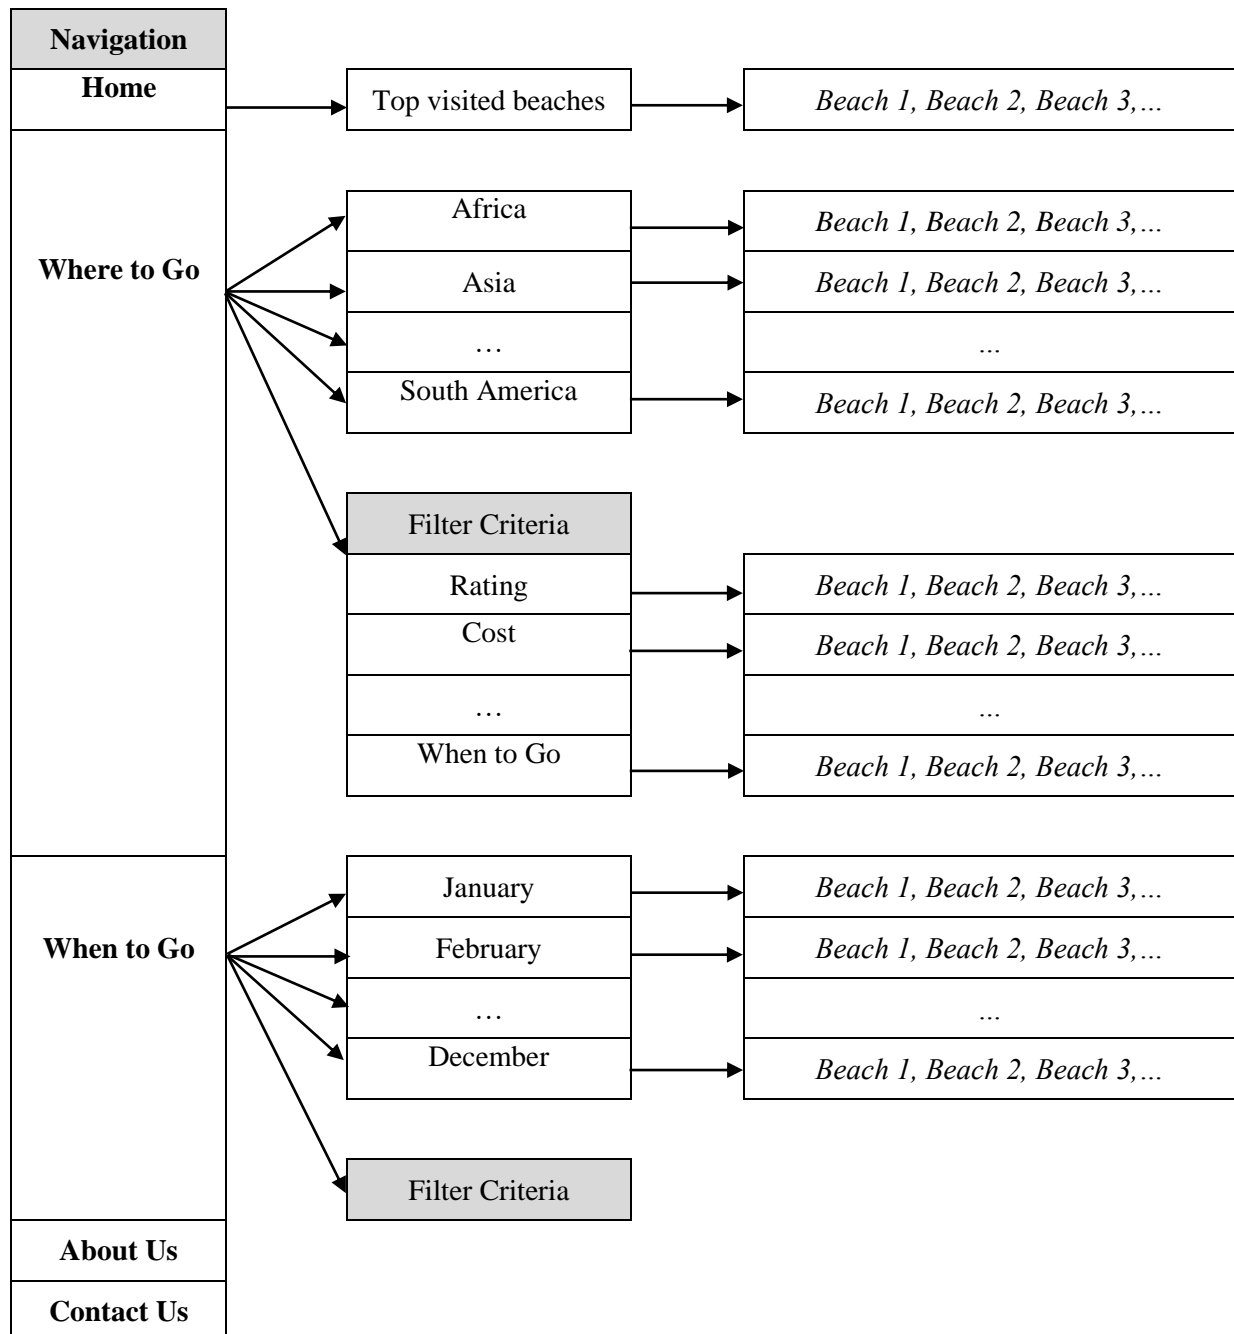 Navigation
Home
Top visited beaches
Beach 1, Beach 2, Beach 3,…
Where to Go
Africa
Beach 1, Beach 2, Beach 3,…
Asia
Beach 1, Beach 2, Beach 3,…
…
...
South America
Beach 1, Beach 2, Beach 3,…
Filter Criteria
Rating
Beach 1, Beach 2, Beach 3,…
Cost
Beach 1, Beach 2, Beach 3,…
…
...
When to Go
Beach 1, Beach 2, Beach 3,…
When to Go
January
Beach 1, Beach 2, Beach 3,…
February
Beach 1, Beach 2, Beach 3,…
…
...
December
Beach 1, Beach 2, Beach 3,…
Filter Criteria
About Us
Contact Us